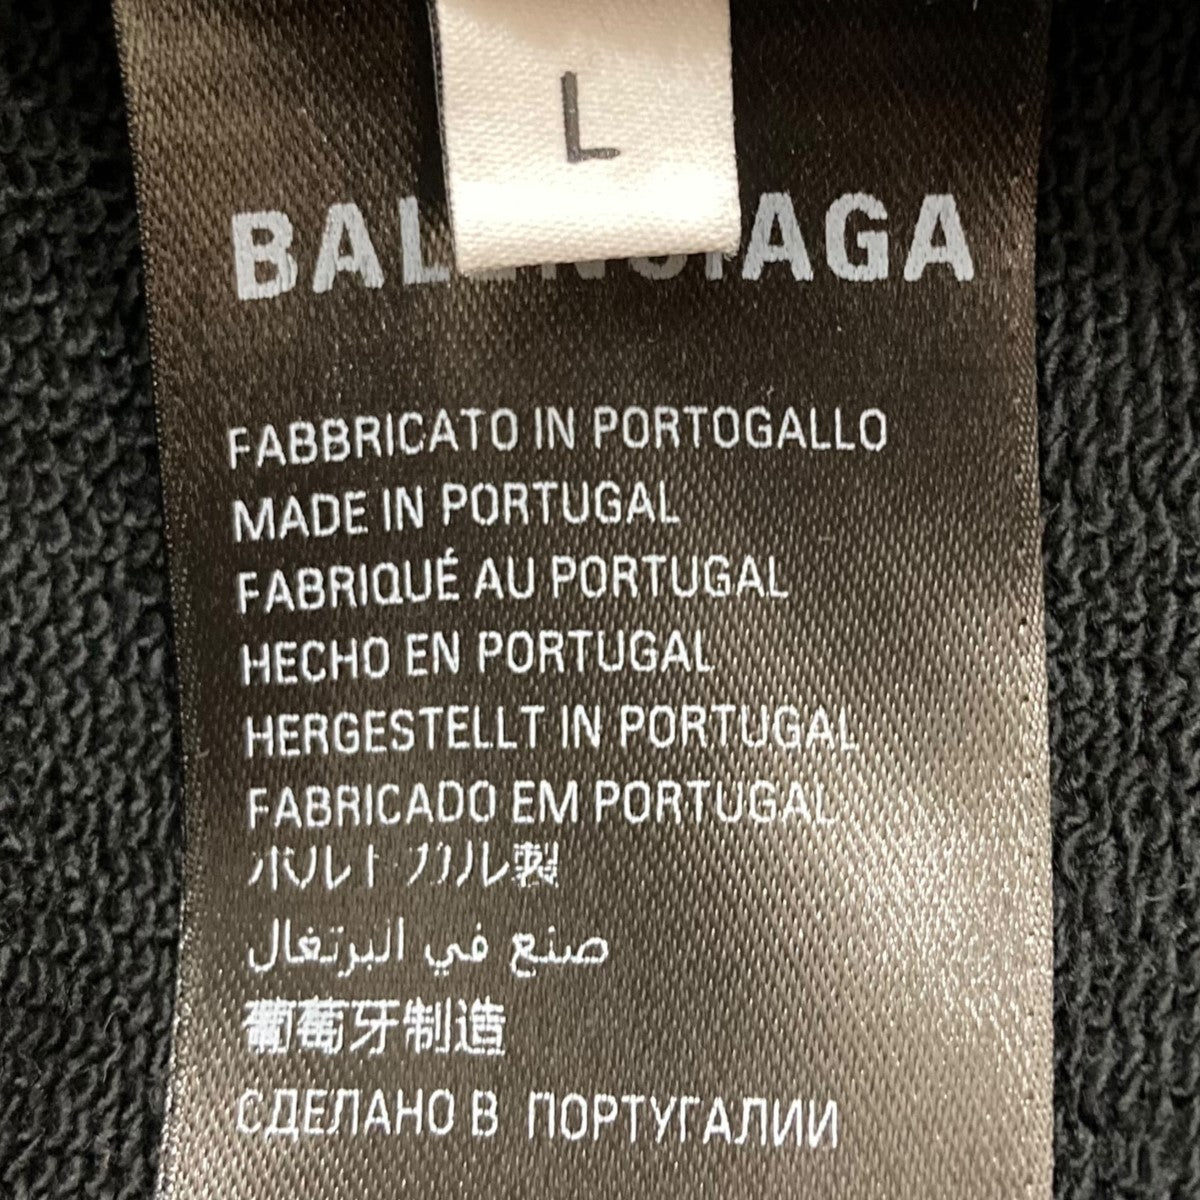 L
BALENCIAGA
FABBRICATO IN PORTOGALLO
MADE IN PORTUGAL
FABRIQUÉ AU PORTUGAL
HECHO EN PORTUGAL
HERGESTELLT IN PORTUGAL
FABRICADO EM PORTUGAL
ポルトガル製
صنع في البرتغال
葡萄牙制造
СДЕЛАНО В ПОРТУГАЛИИ